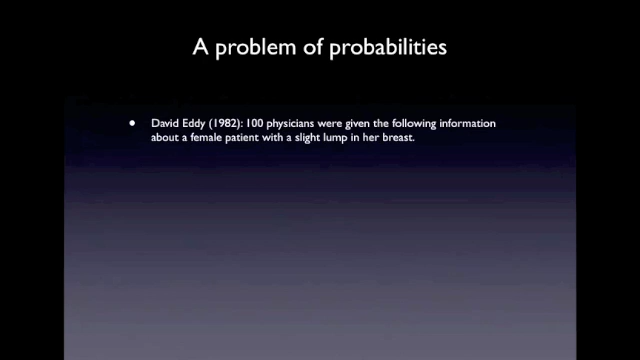 A problem of probabilities
• David Eddy (1982): 100 physicians were given the following information
about a female patient with a slight lump in her breast.